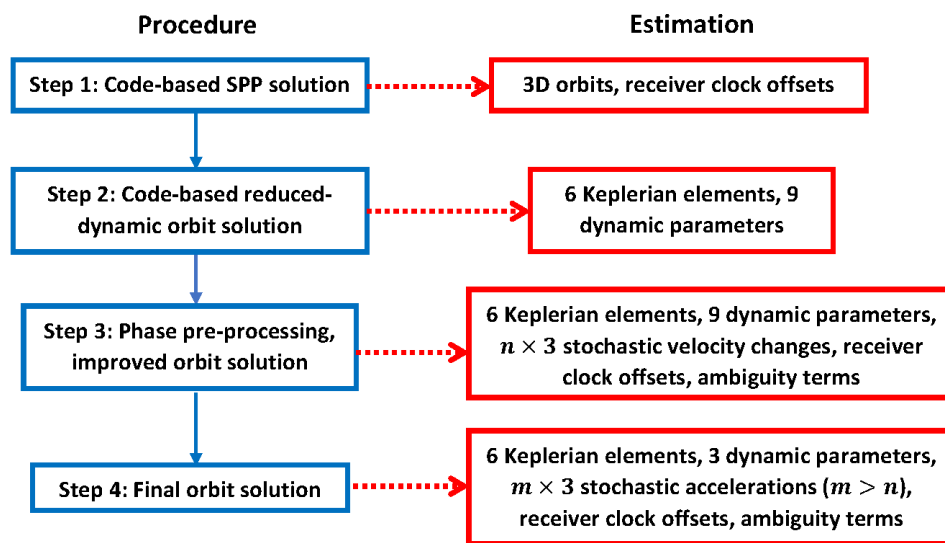 Procedure
Estimation
Step 1: Code-based SPP solution
3D orbits, receiver clock offsets
Step 2: Code-based reduced-
dynamic orbit solution
6 Keplerian elements, 9
dynamic parameters
Step 3: Phase pre-processing,
improved orbit solution
6 Keplerian elements, 9 dynamic parameters,
n × 3 stochastic velocity changes, receiver
clock offsets, ambiguity terms
Step 4: Final orbit solution
6 Keplerian elements, 3 dynamic parameters,
m × 3 stochastic accelerations (m > n),
receiver clock offsets, ambiguity terms